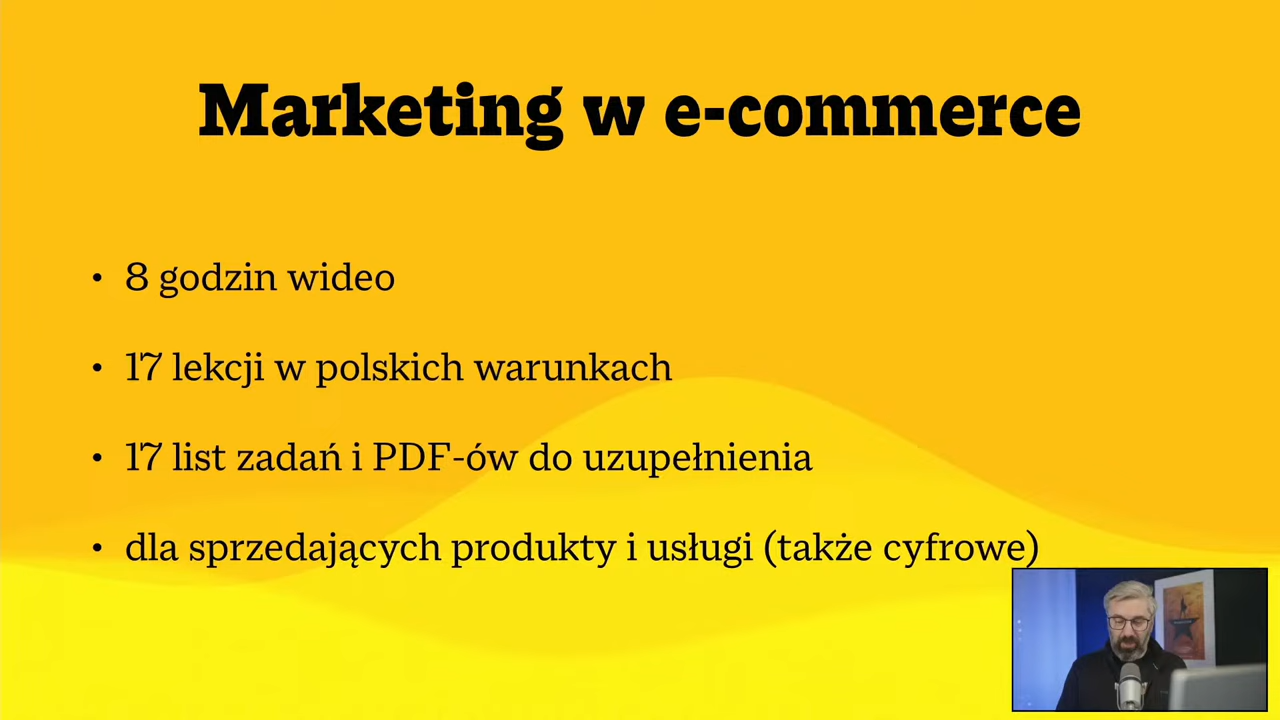 Marketing w e-commerce
• 8 godzin wideo
• 17 lekcji w polskich warunkach
• 17 list zadań i PDF-ów do uzupełnienia
• dla sprzedających produkty i usługi (także cyfrowe)